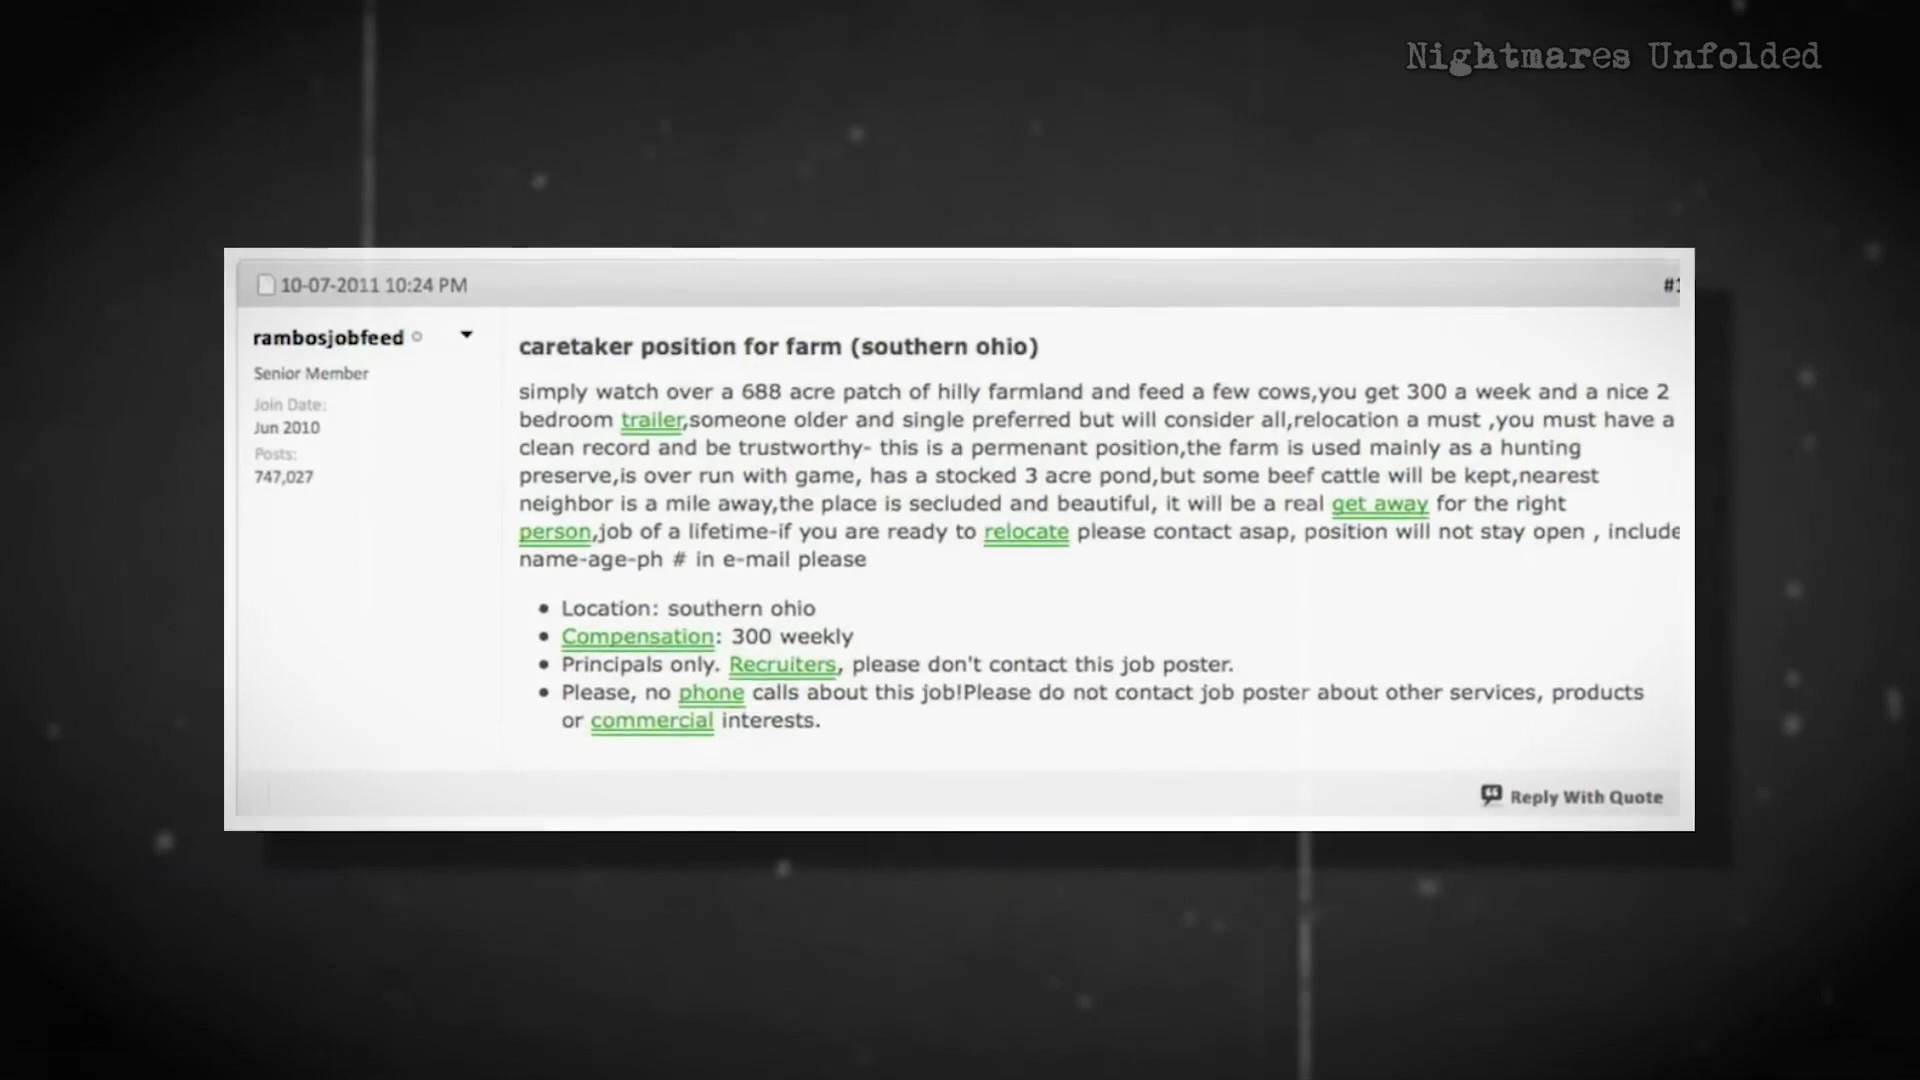 Nightmares Unfolded
10-07-2011 10:24 PM
#1
rambosjobfeed
Senior Member
Join Date:
Jun 2010
Posts:
747,027
caretaker position for farm (southern ohio)
simply watch over a 688 acre patch of hilly farmland and feed a few cows,you get 300 a week and a nice 2
bedroom trailer,someone older and single preferred but will consider all,relocation a must ,you must have a
clean record and be trustworthy- this is a permenant position,the farm is used mainly as a hunting
preserve,is over run with game, has a stocked 3 acre pond,but some beef cattle will be kept,nearest
neighbor is a mile away,the place is secluded and beautiful, it will be a real get away for the right
person,job of a lifetime-if you are ready to relocate please contact asap, position will not stay open , include
name-age-ph # in e-mail please
• Location: southern ohio
• Compensation: 300 weekly
• Principals only. Recruiters, please don't contact this job poster.
• Please, no phone calls about this job!Please do not contact job poster about other services, products
or commercial interests.
Reply With Quote